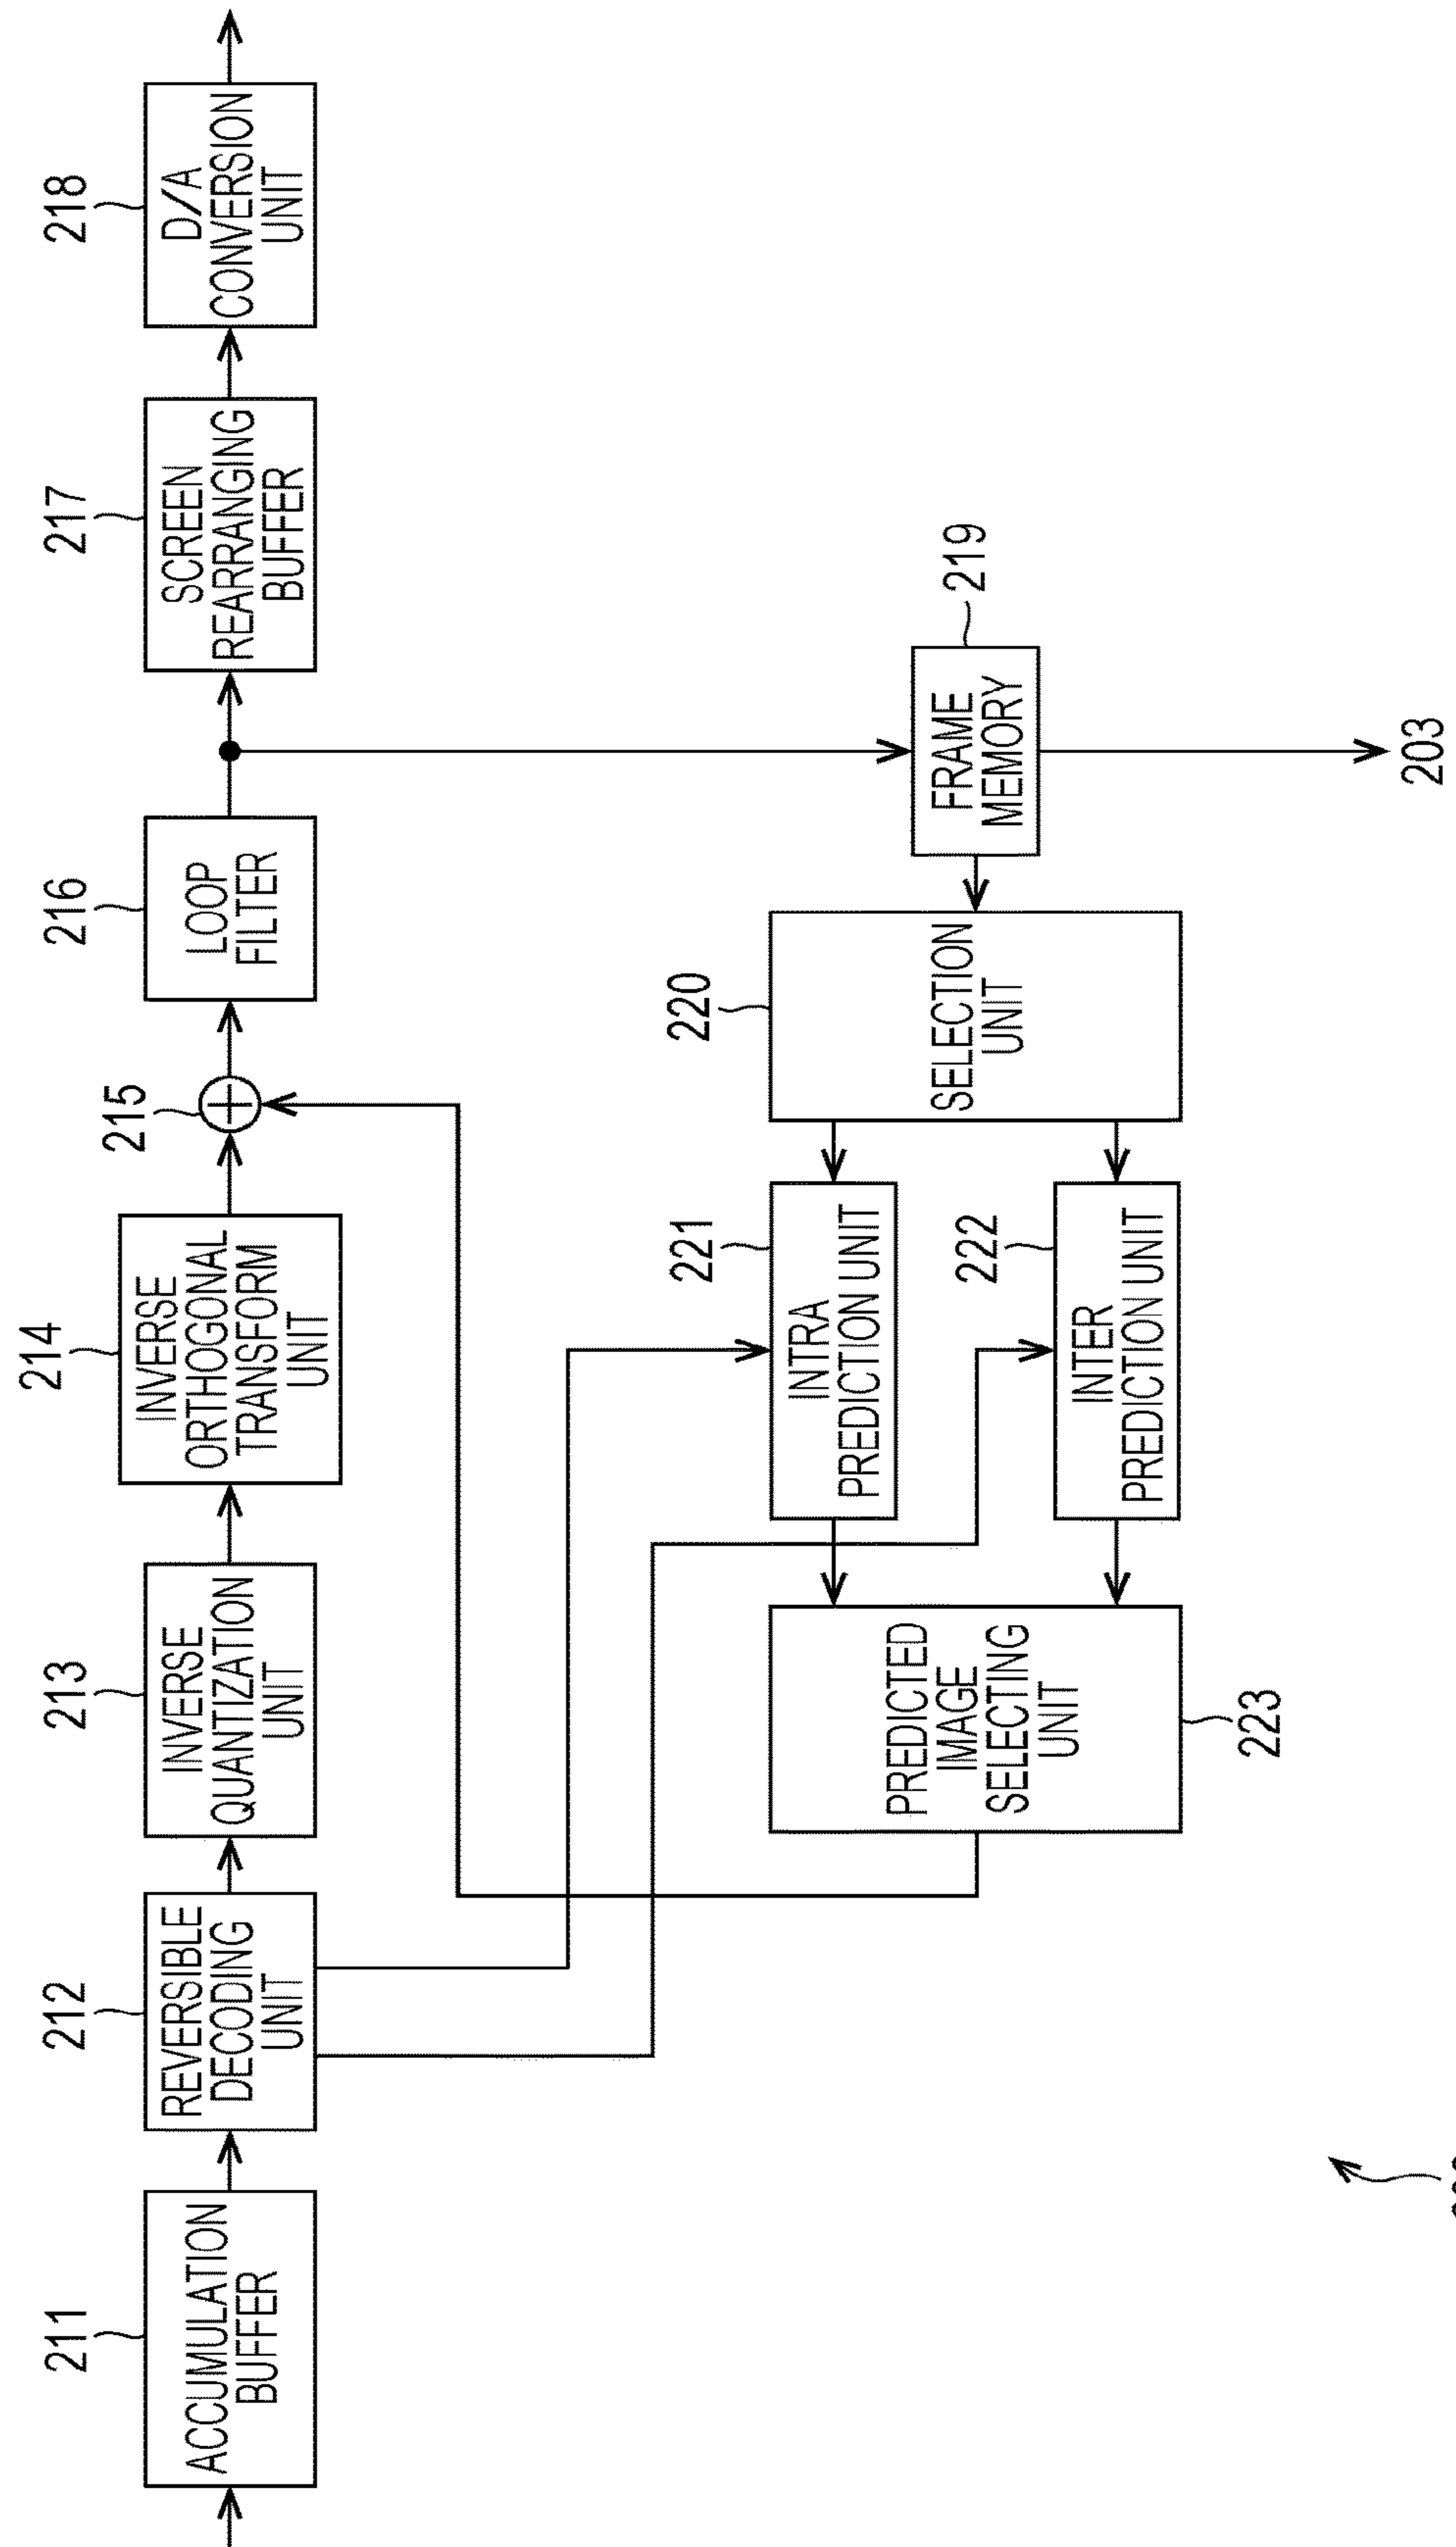 211
ACCUMULATION
BUFFER
212
REVERSIBLE
DECODING
UNIT
213
INVERSE
QUANTIZATION
UNIT
214
INVERSE
ORTHOGONAL
TRANSFORM
UNIT
215
216
LOOP
FILTER
217
SCREEN
REARRANGING
BUFFER
218
D/A
CONVERSION
UNIT
223
PREDICTED
IMAGE
SELECTING
UNIT
221
INTRA
PREDICTION UNIT
222
INTER
PREDICTION UNIT
220
SELECTION
UNIT
219
FRAME
MEMORY
203